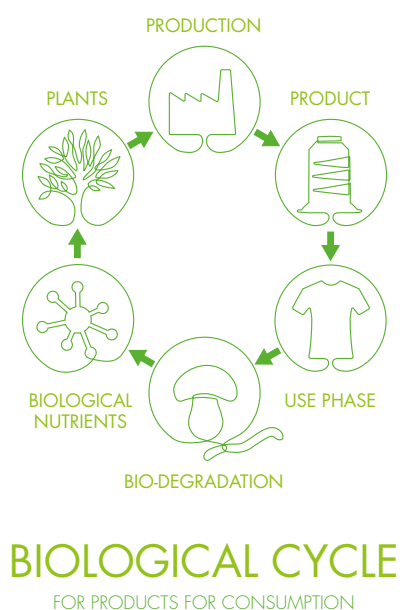 PRODUCTION
PLANTS
PRODUCT
BIOLOGICAL
NUTRIENTS
USE PHASE
BIO-DEGRADATION
BIOLOGICAL CYCLE
FOR PRODUCTS FOR CONSUMPTION